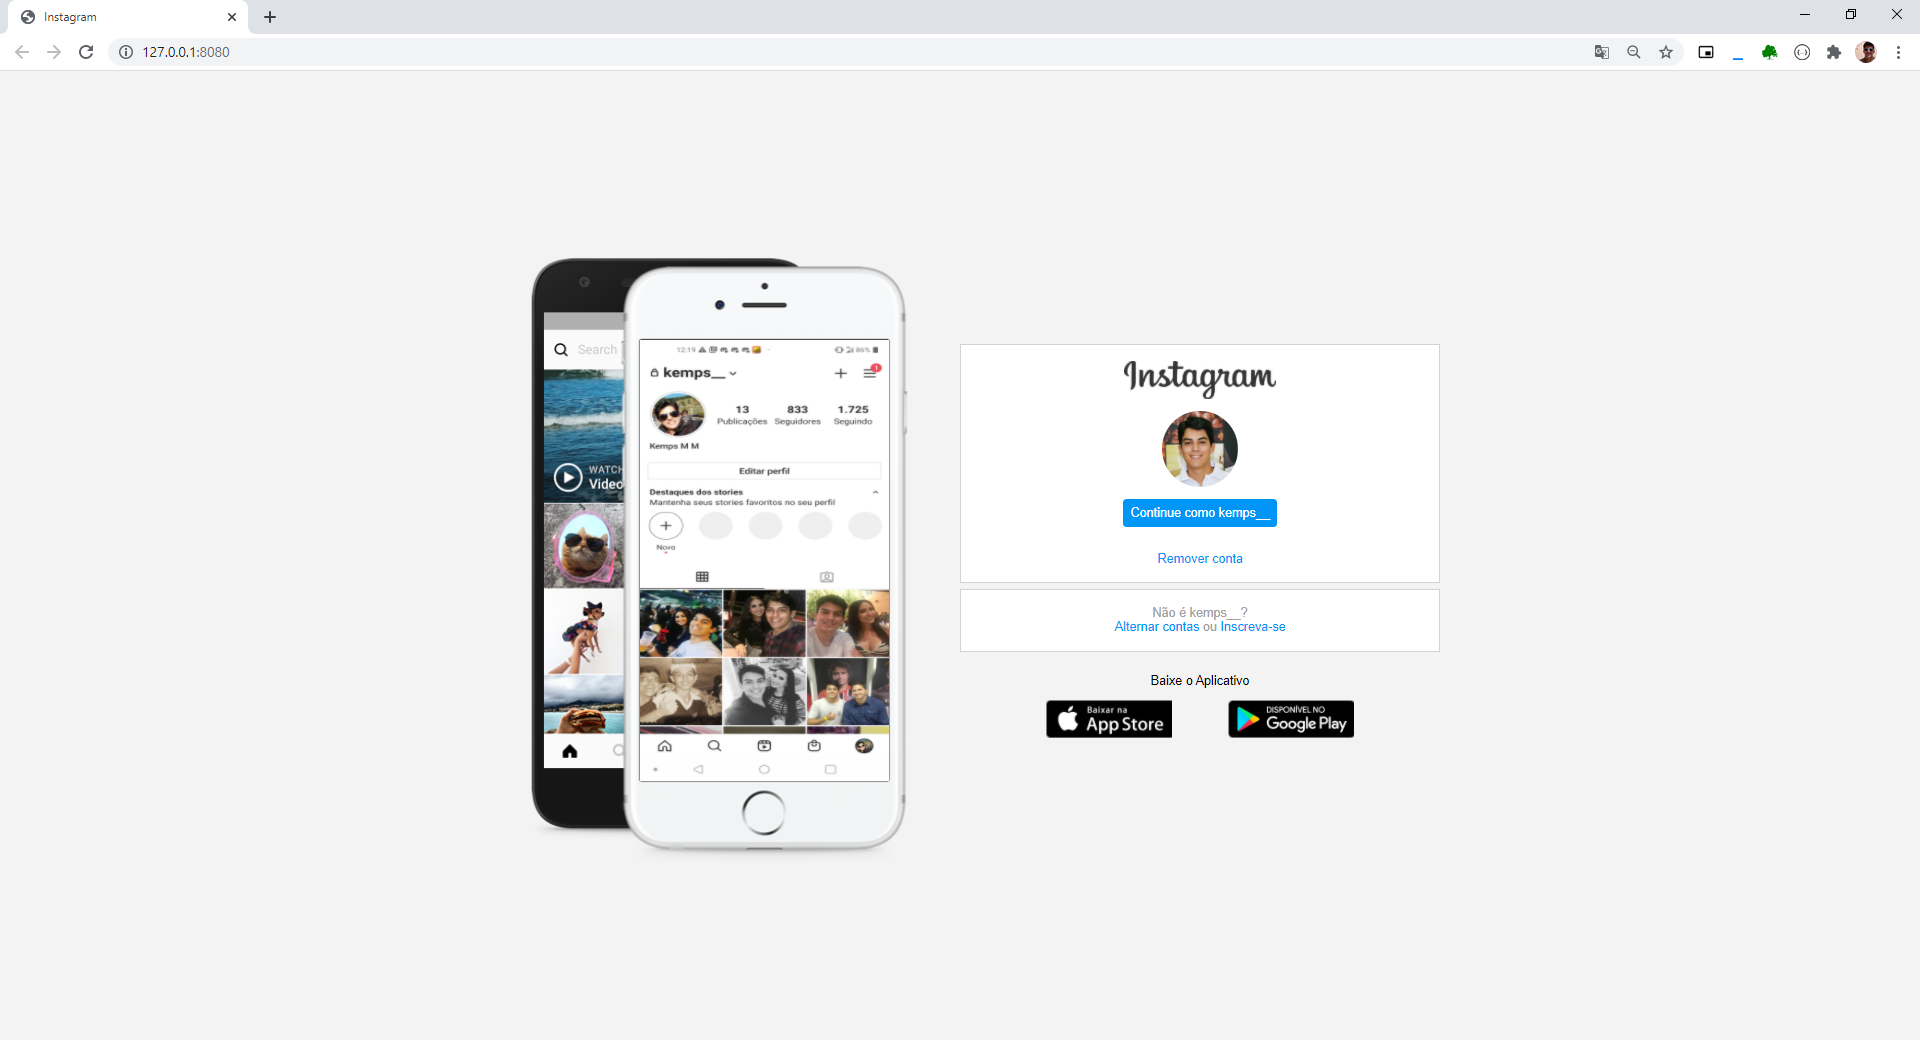 Instagram
127.0.0.1:8080
Search
WATCH
Video
12:19
86%
kemps__
1
13 833 1.725
Publicações Seguidores Seguindo
Kemps M M
Editar perfil
Destaques dos stories
Mantenha seus stories favoritos no seu perfil
Novo
Instagram
Continue como kemps__
Remover conta
Não é kemps__?
Alternar contas ou Inscreva-se
Baixe o Aplicativo
Baixar na
App Store
DISPONÍVEL NO
Google Play